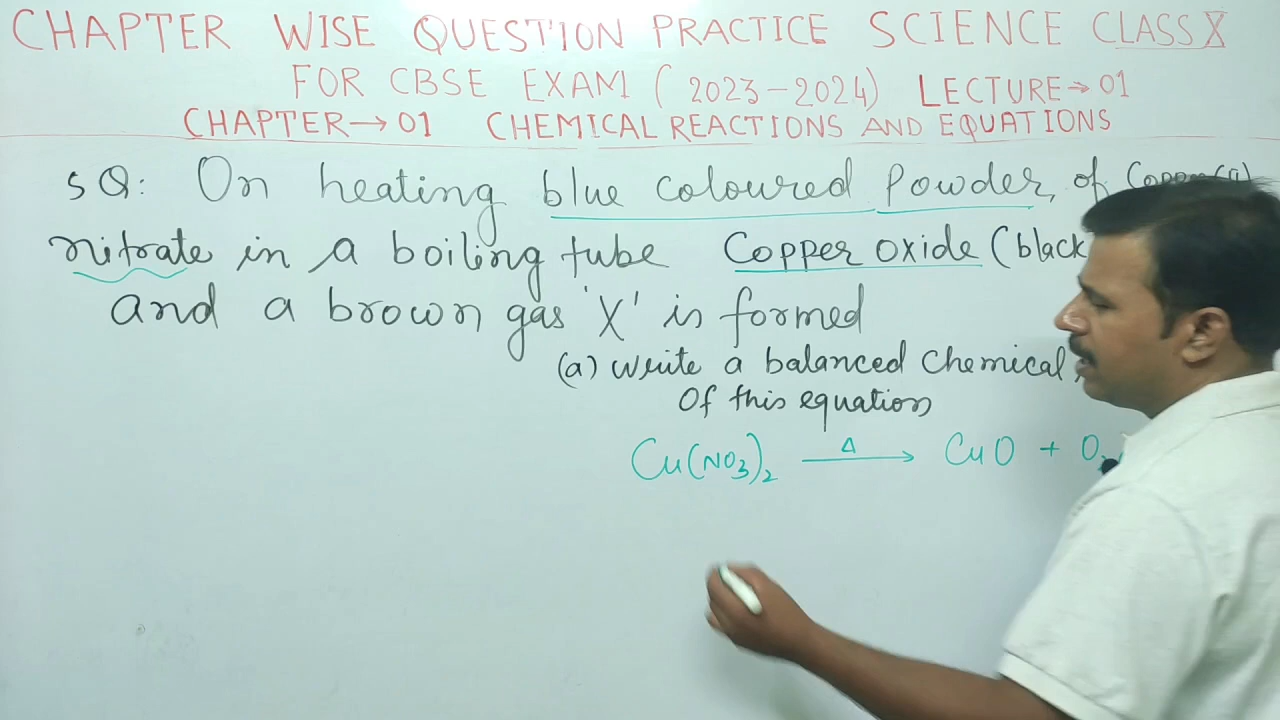 CHAPTER WISE QUESTION PRACTICE SCIENCE CLASS X
FOR CBSE EXAM ( 2023-2024) LECTURE→01
CHAPTER→01 CHEMICAL REACTIONS AND EQUATIONS
5 Q: On heating blue coloured Powder, of
nitrate in a boiling tube Copper oxide (black
and a brown gas 'X' is formed
(a) Write a balanced Chemical
Of this equation
Cu(NO3)2 Δ→ CuO + O2